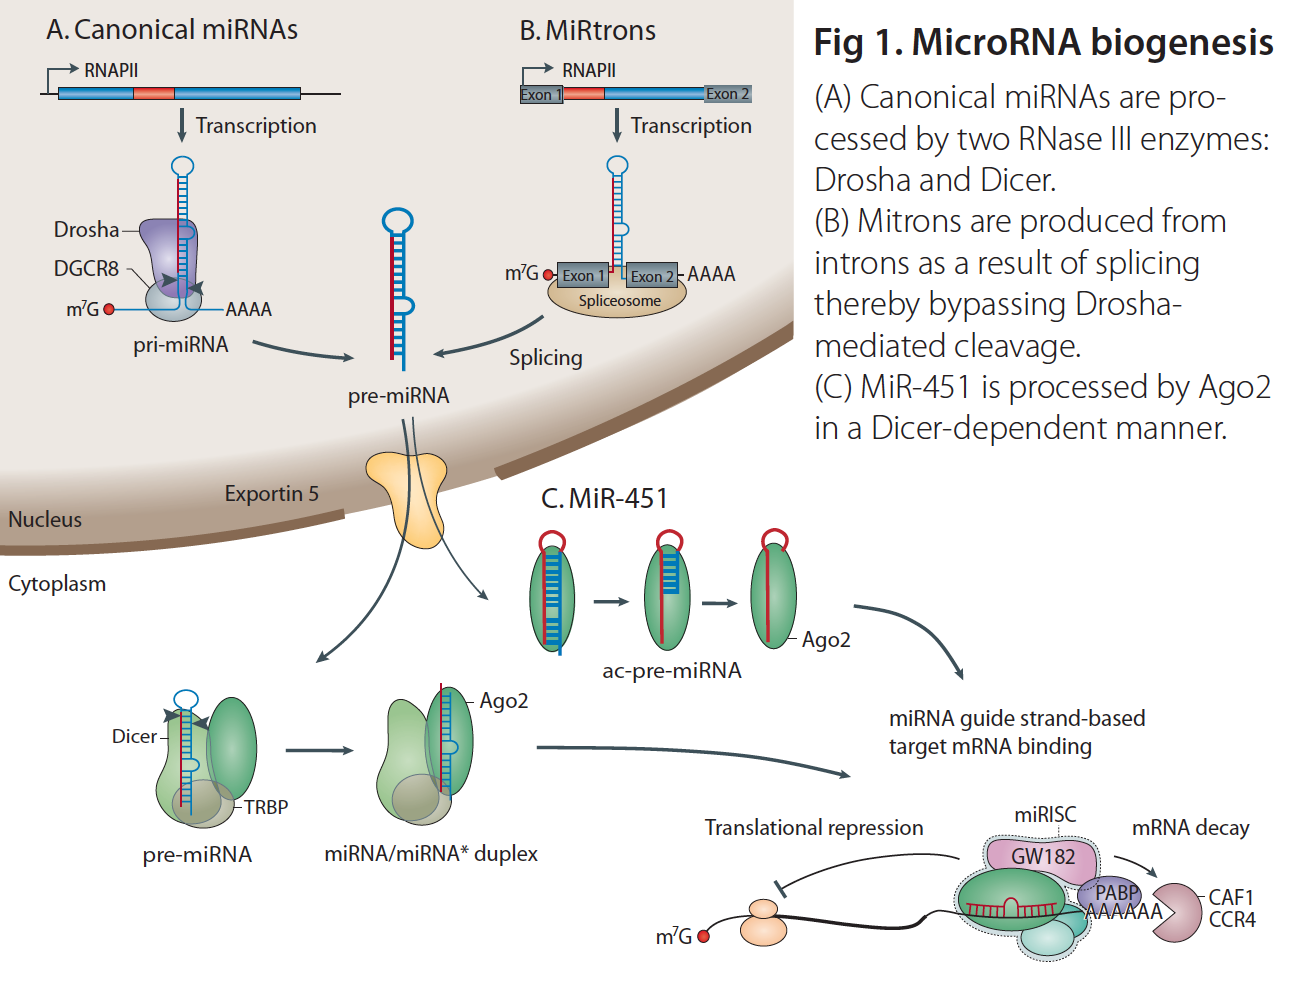 A. Canonical miRNAs
RNAPII
Transcription
Drosha
DGCR8
m⁷G
AAAA
pri-miRNA
B. MiRtrons
RNAPII
Exon 1
Exon 2
Transcription
m⁷G
Exon 1
Exon 2
AAAA
Spliceosome
Splicing
pre-miRNA
Exportin 5
Nucleus
Cytoplasm
Fig 1. MicroRNA biogenesis
(A) Canonical miRNAs are pro-
cessed by two RNase III enzymes:
Drosha and Dicer.
(B) Mitrons are produced from
introns as a result of splicing
thereby bypassing Drosha-
mediated cleavage.
(C) MiR-451 is processed by Ago2
in a Dicer-dependent manner.
C. MiR-451
Ago2
ac-pre-miRNA
Dicer
TRBP
pre-miRNA
Ago2
miRNA/miRNA* duplex
miRNA guide strand-based
target mRNA binding
Translational repression
miRISC
mRNA decay
GW182
PABP
AAAAAA
CAF1
CCR4
m⁷G